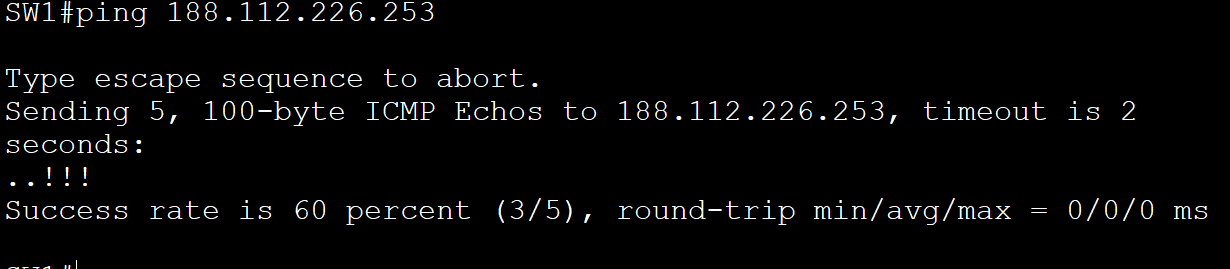 SW1#ping 188.112.226.253
Type escape sequence to abort.
Sending 5, 100-byte ICMP Echos to 188.112.226.253, timeout is 2
seconds:
..!!!
Success rate is 60 percent (3/5), round-trip min/avg/max = 0/0/0 ms
SW1#